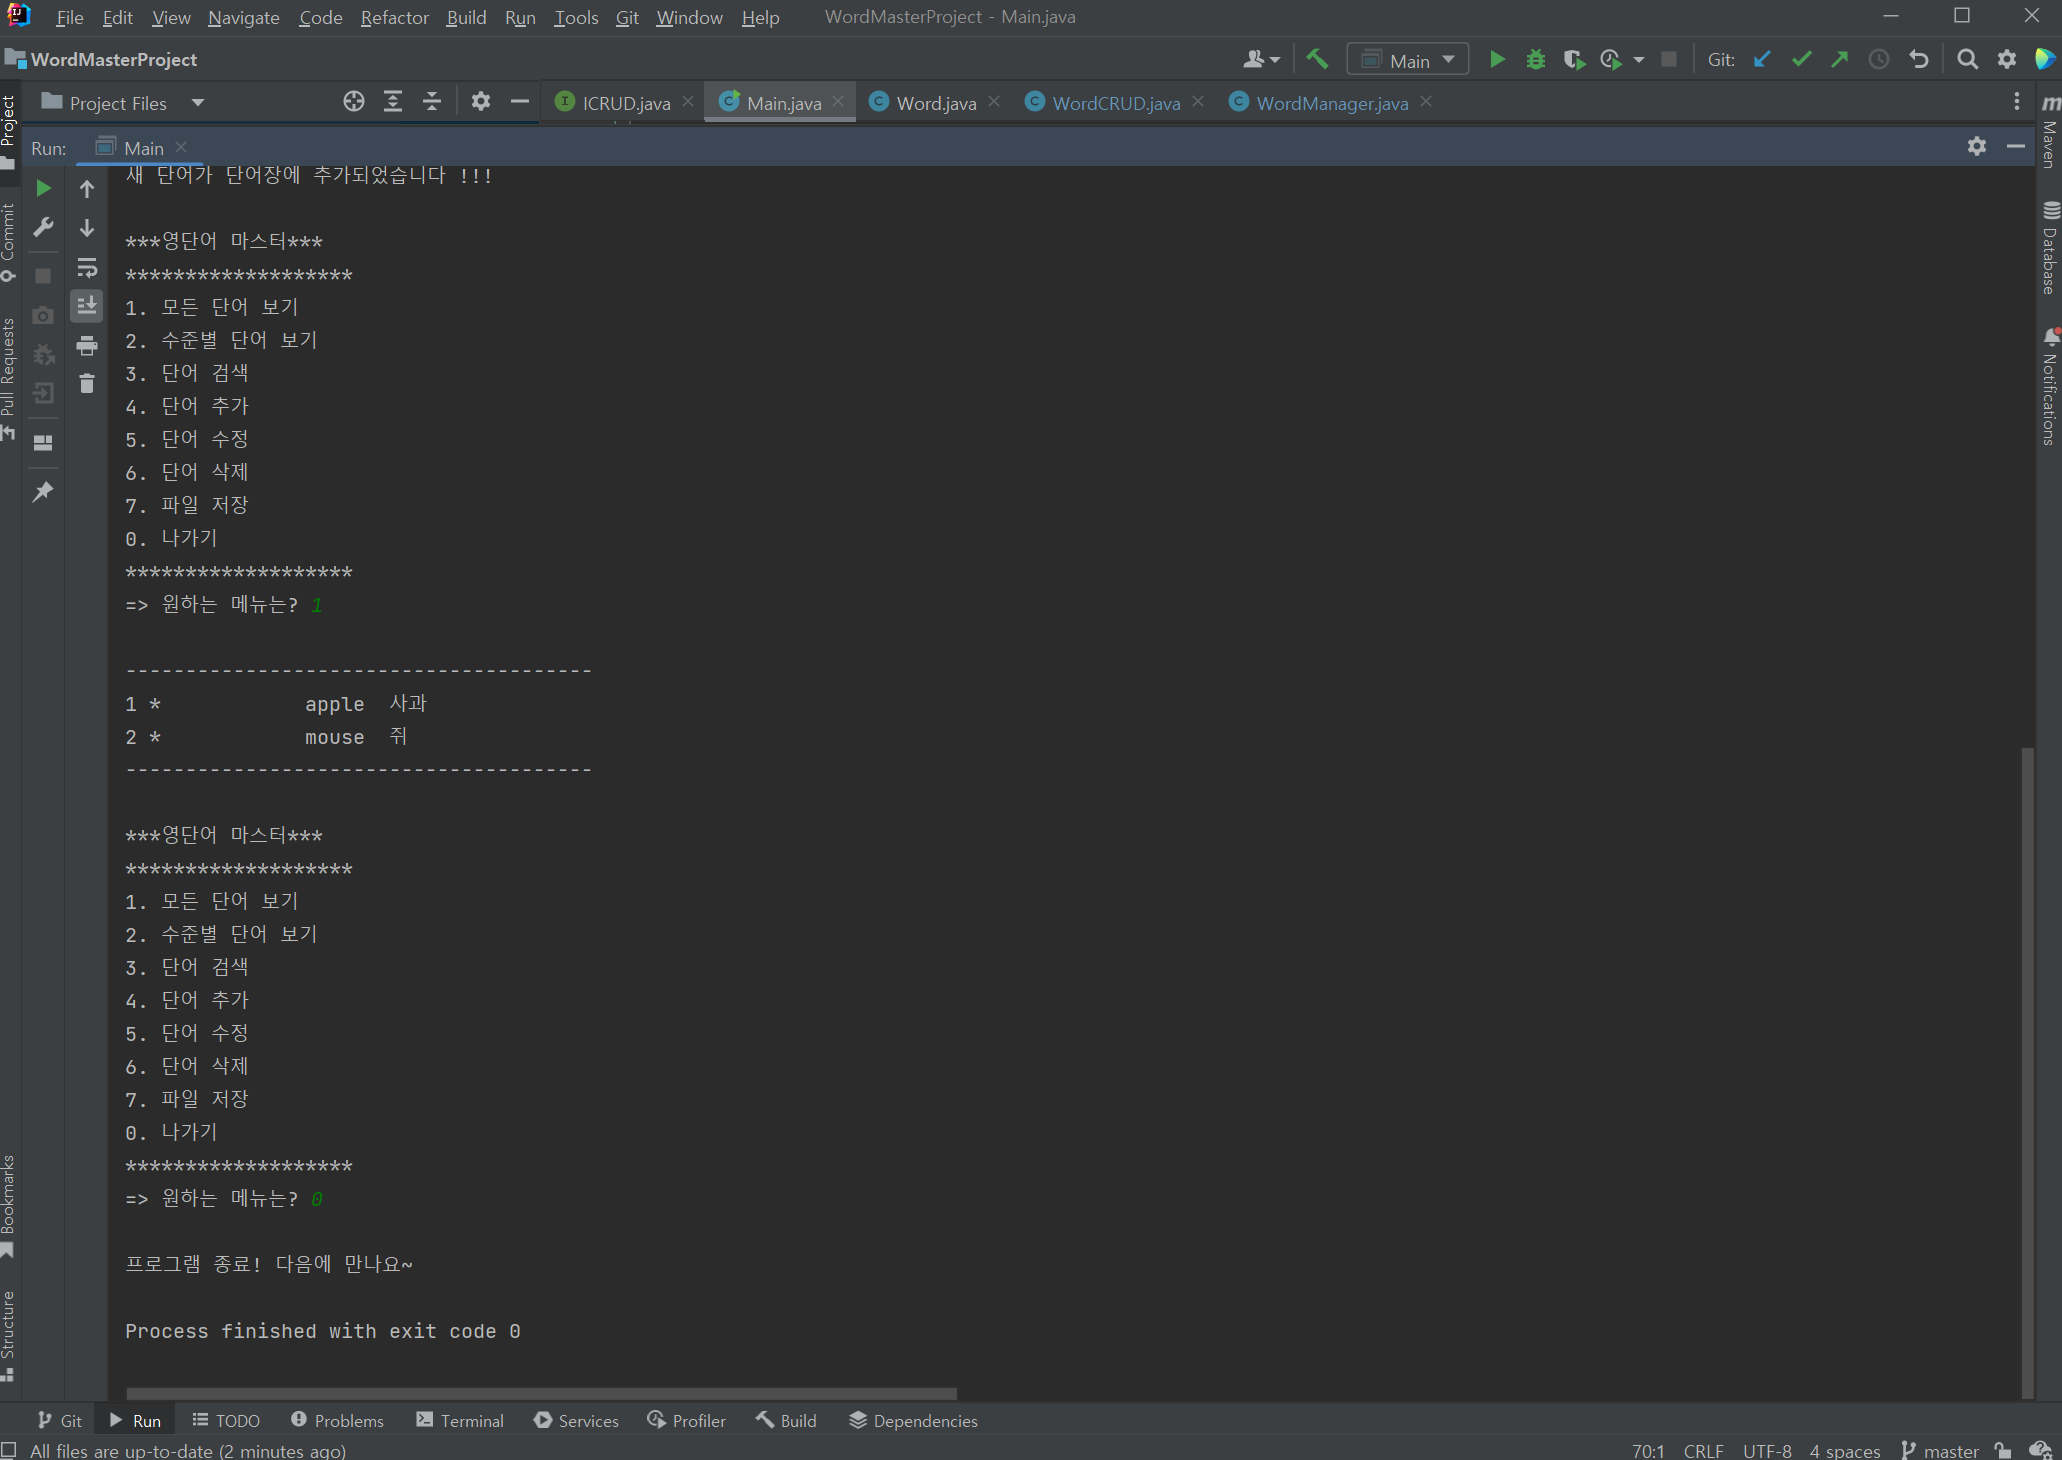 File Edit View Navigate Code Refactor Build Run Tools Git Window Help WordMasterProject - Main.java
WordMasterProject
Main
Git:
Project Files
ICRUD.java
Main.java
Word.java
WordCRUD.java
WordManager.java
Run: Main
Project
Commit
Pull Requests
Bookmarks
Structure
Maven
Database
Notifications
새 단어가 단어장에 추가되었습니다 !!!
***영단어 마스터***
*******************
1. 모든 단어 보기
2. 수준별 단어 보기
3. 단어 검색
4. 단어 추가
5. 단어 수정
6. 단어 삭제
7. 파일 저장
0. 나가기
*******************
=> 원하는 메뉴는? 1
---------------------------------------
1 * apple 사과
2 * mouse 쥐
---------------------------------------
***영단어 마스터***
*******************
1. 모든 단어 보기
2. 수준별 단어 보기
3. 단어 검색
4. 단어 추가
5. 단어 수정
6. 단어 삭제
7. 파일 저장
0. 나가기
*******************
=> 원하는 메뉴는? 0
프로그램 종료! 다음에 만나요~
Process finished with exit code 0
Git Run TODO Problems Terminal Services Profiler Build Dependencies
All files are up-to-date (2 minutes ago)
70:1 CRLF UTF-8 4 spaces master